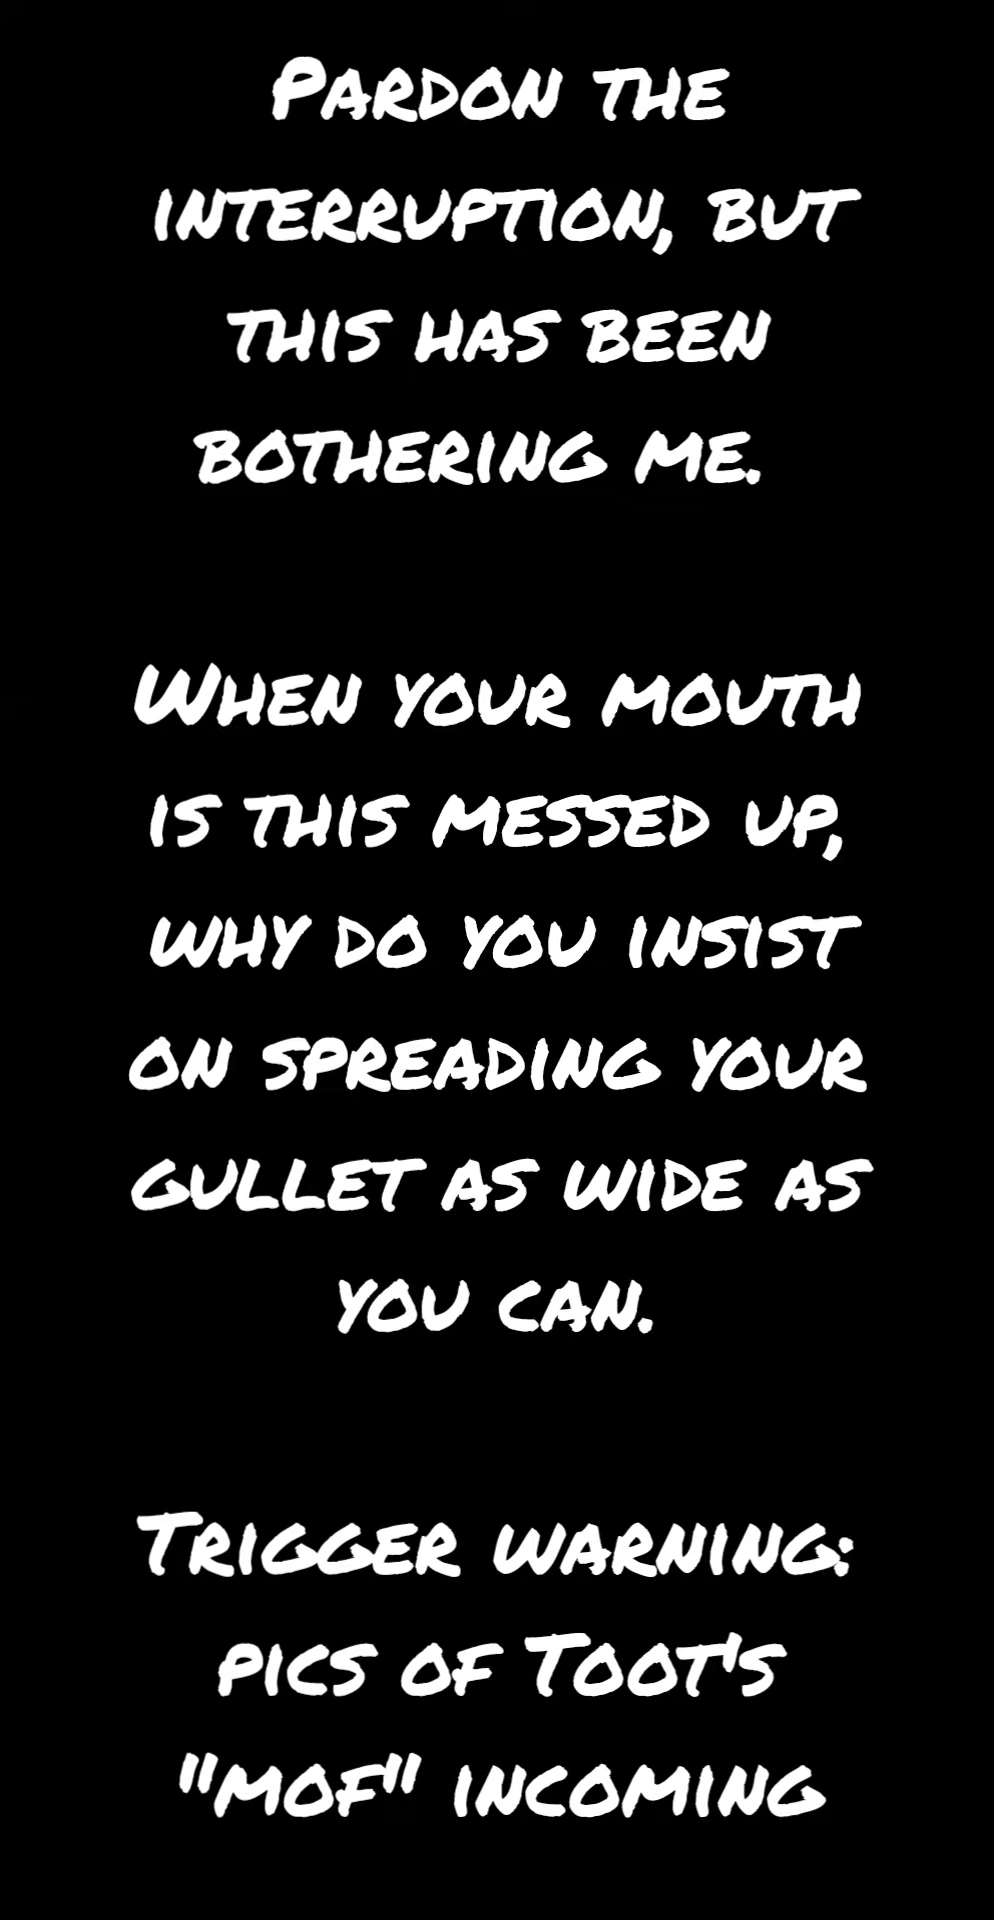 Pardon the
interruption, but
this has been
bothering me.
When your mouth
is this messed up,
why do you insist
on spreading your
gullet as wide as
you can.
Trigger warning:
pics of Toot's
"mof" incoming